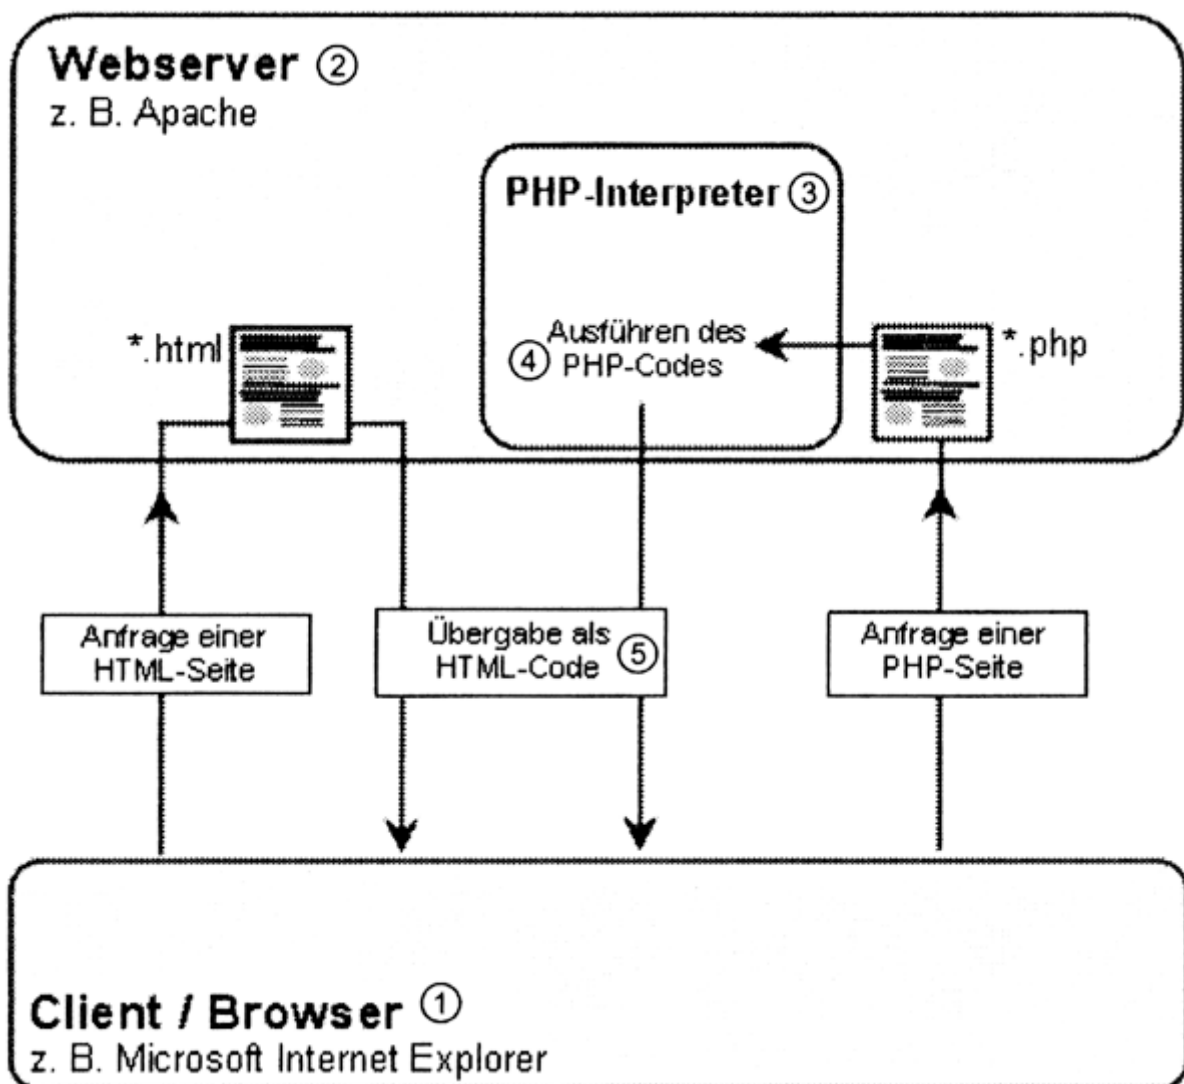 Webserver ②
z. B. Apache
PHP-Interpreter ③
*.html
Ausführen des
④ PHP-Codes
*.php
Anfrage einer
HTML-Seite
Übergabe als
HTML-Code ⑤
Anfrage einer
PHP-Seite
Client / Browser ①
z. B. Microsoft Internet Explorer